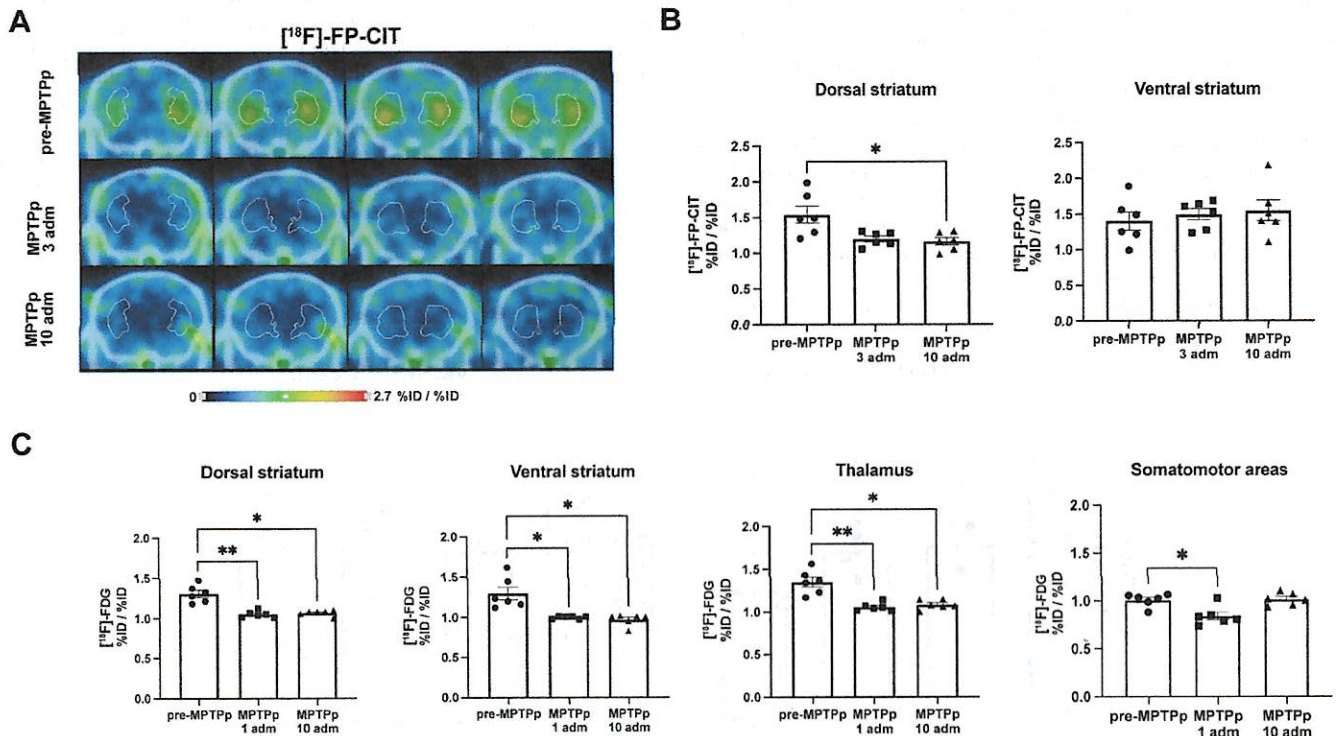 A
[¹⁸F]-FP-CIT
pre-MPTPp
MPTPp
3 adm
MPTPp
10 adm
0
2.7 %ID / %ID
B
Dorsal striatum
[¹⁸F]-FP-CIT
%ID / %ID
2.5
2.0
1.5
1.0
0.5
0.0
*
pre-MPTPp
MPTPp
3 adm
MPTPp
10 adm
Ventral striatum
[¹⁸F]-FP-CIT
%ID / %ID
2.5
2.0
1.5
1.0
0.5
0.0
pre-MPTPp
MPTPp
3 adm
MPTPp
10 adm
C
Dorsal striatum
[¹⁸F]-FDG
%ID / %ID
2.0
1.5
1.0
0.5
0.0
*
**
pre-MPTPp
MPTPp
1 adm
MPTPp
10 adm
Ventral striatum
[¹⁸F]-FDG
%ID / %ID
2.0
1.5
1.0
0.5
0.0
*
*
pre-MPTPp
MPTPp
1 adm
MPTPp
10 adm
Thalamus
[¹⁸F]-FDG
%ID / %ID
2.0
1.5
1.0
0.5
0.0
*
**
pre-MPTPp
MPTPp
1 adm
MPTPp
10 adm
Somatomotor areas
[¹⁸F]-FDG
%ID / %ID
2.0
1.5
1.0
0.5
0.0
*
pre-MPTPp
MPTPp
1 adm
MPTPp
10 adm